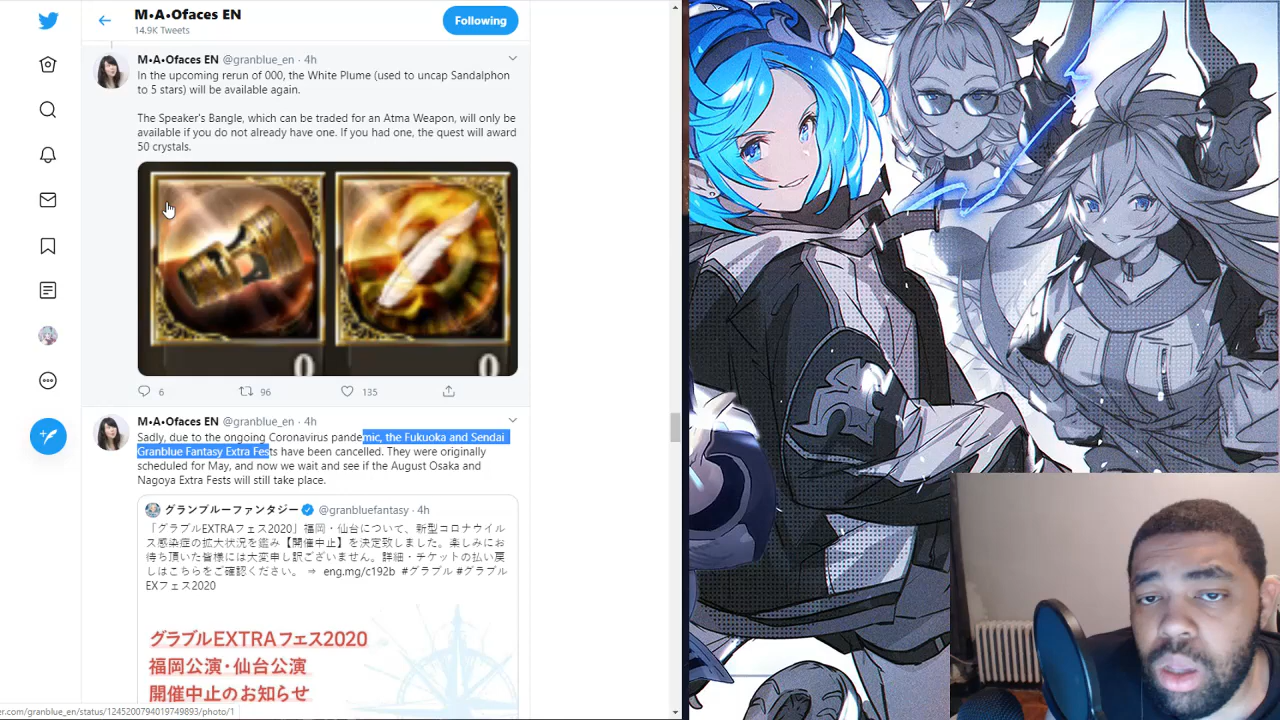 M•A•Ofaces EN
14.9K Tweets
Following
M•A•Ofaces EN @granblue_en · 4h
In the upcoming rerun of 000, the White Plume (used to uncap Sandalphon
to 5 stars) will be available again.
The Speaker's Bangle, which can be traded for an Atma Weapon, will only be
available if you do not already have one. If you had one, the quest will award
50 crystals.
0
0
6
96
135
M•A•Ofaces EN @granblue_en · 4h
Sadly, due to the ongoing Coronavirus pandemic, the Fukuoka and Sendai
Granblue Fantasy Extra Fests have been cancelled. They were originally
scheduled for May, and now we wait and see if the August Osaka and
Nagoya Extra Fests will still take place.
グランブルーファンタジー @granbluefantasy · 4h
「グラブルEXTRAフェス2020」福岡・仙台について、新型コロナウイル
ス感染症の拡大状況を鑑み【開催中止】を決定致しました。楽しみにお
待ち頂いた皆様には大変申し訳ございません。詳細・チケットの払い戻
しはこちらをご確認ください。 ⇒ eng.mg/c192b #グラブル #グラブル
EXフェス2020
グラブルEXTRAフェス2020
福岡公演・仙台公演
開催中止のお知らせ
er.com/granblue_en/status/1245200794019749893/photo/1